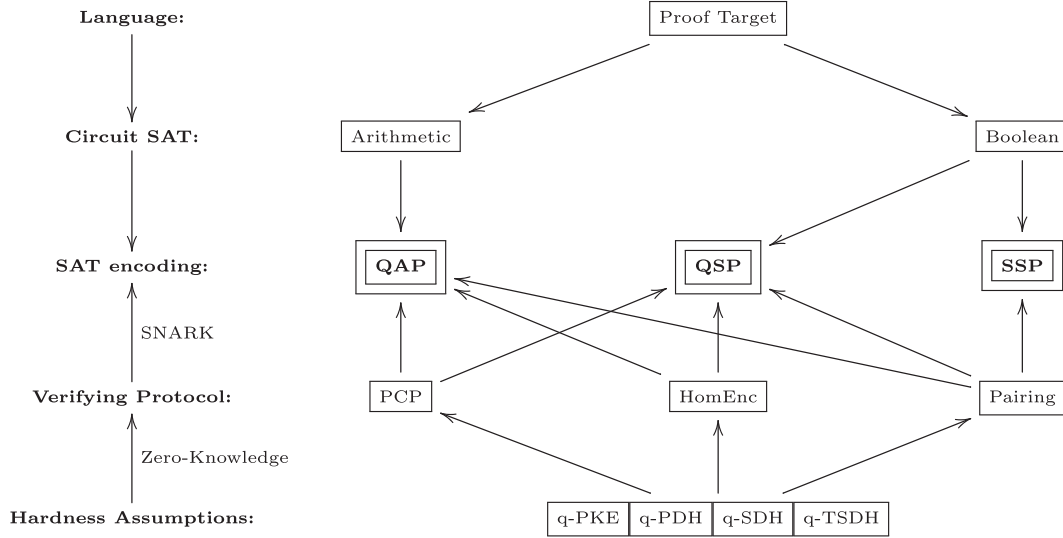 Language: Proof Target
Circuit SAT: Arithmetic Boolean
SAT encoding: QAP QSP SSP
SNARK
Verifying Protocol: PCP HomEnc Pairing
Zero-Knowledge
Hardness Assumptions: q-PKE q-PDH q-SDH q-TSDH